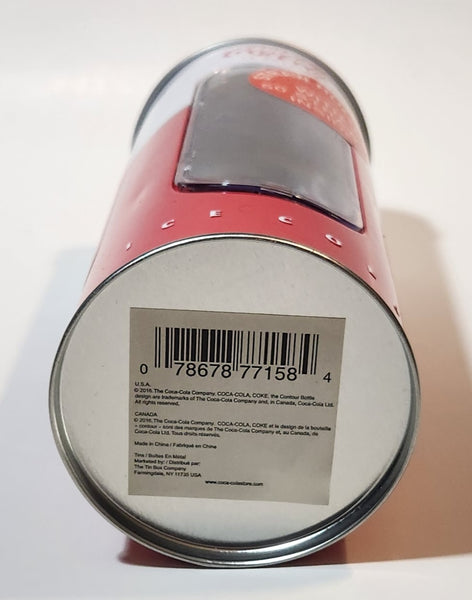 ICE COL
0 78678 77158 4
U.S.A.
© 2016 The Coca-Cola Company. COCA-COLA, COKE, the Contour Bottle
design are trademarks of The Coca-Cola Company and, in Canada, Coca-Cola Ltd.
All rights reserved.
CANADA
© 2016 The Coca-Cola Company. COCA-COLA, COKE et le design de la bouteille
« contour » sont des marques de The Coca-Cola Company et, au Canada, de
Coca-Cola Ltd. Tous droits réservés.
Made in China / Fabriqué en Chine
Tins / Boîtes En Métal
Marketed by: / Distribué par:
The Tin Box Company
Farmingdale, NY 11735 USA
www.coca-colastore.com